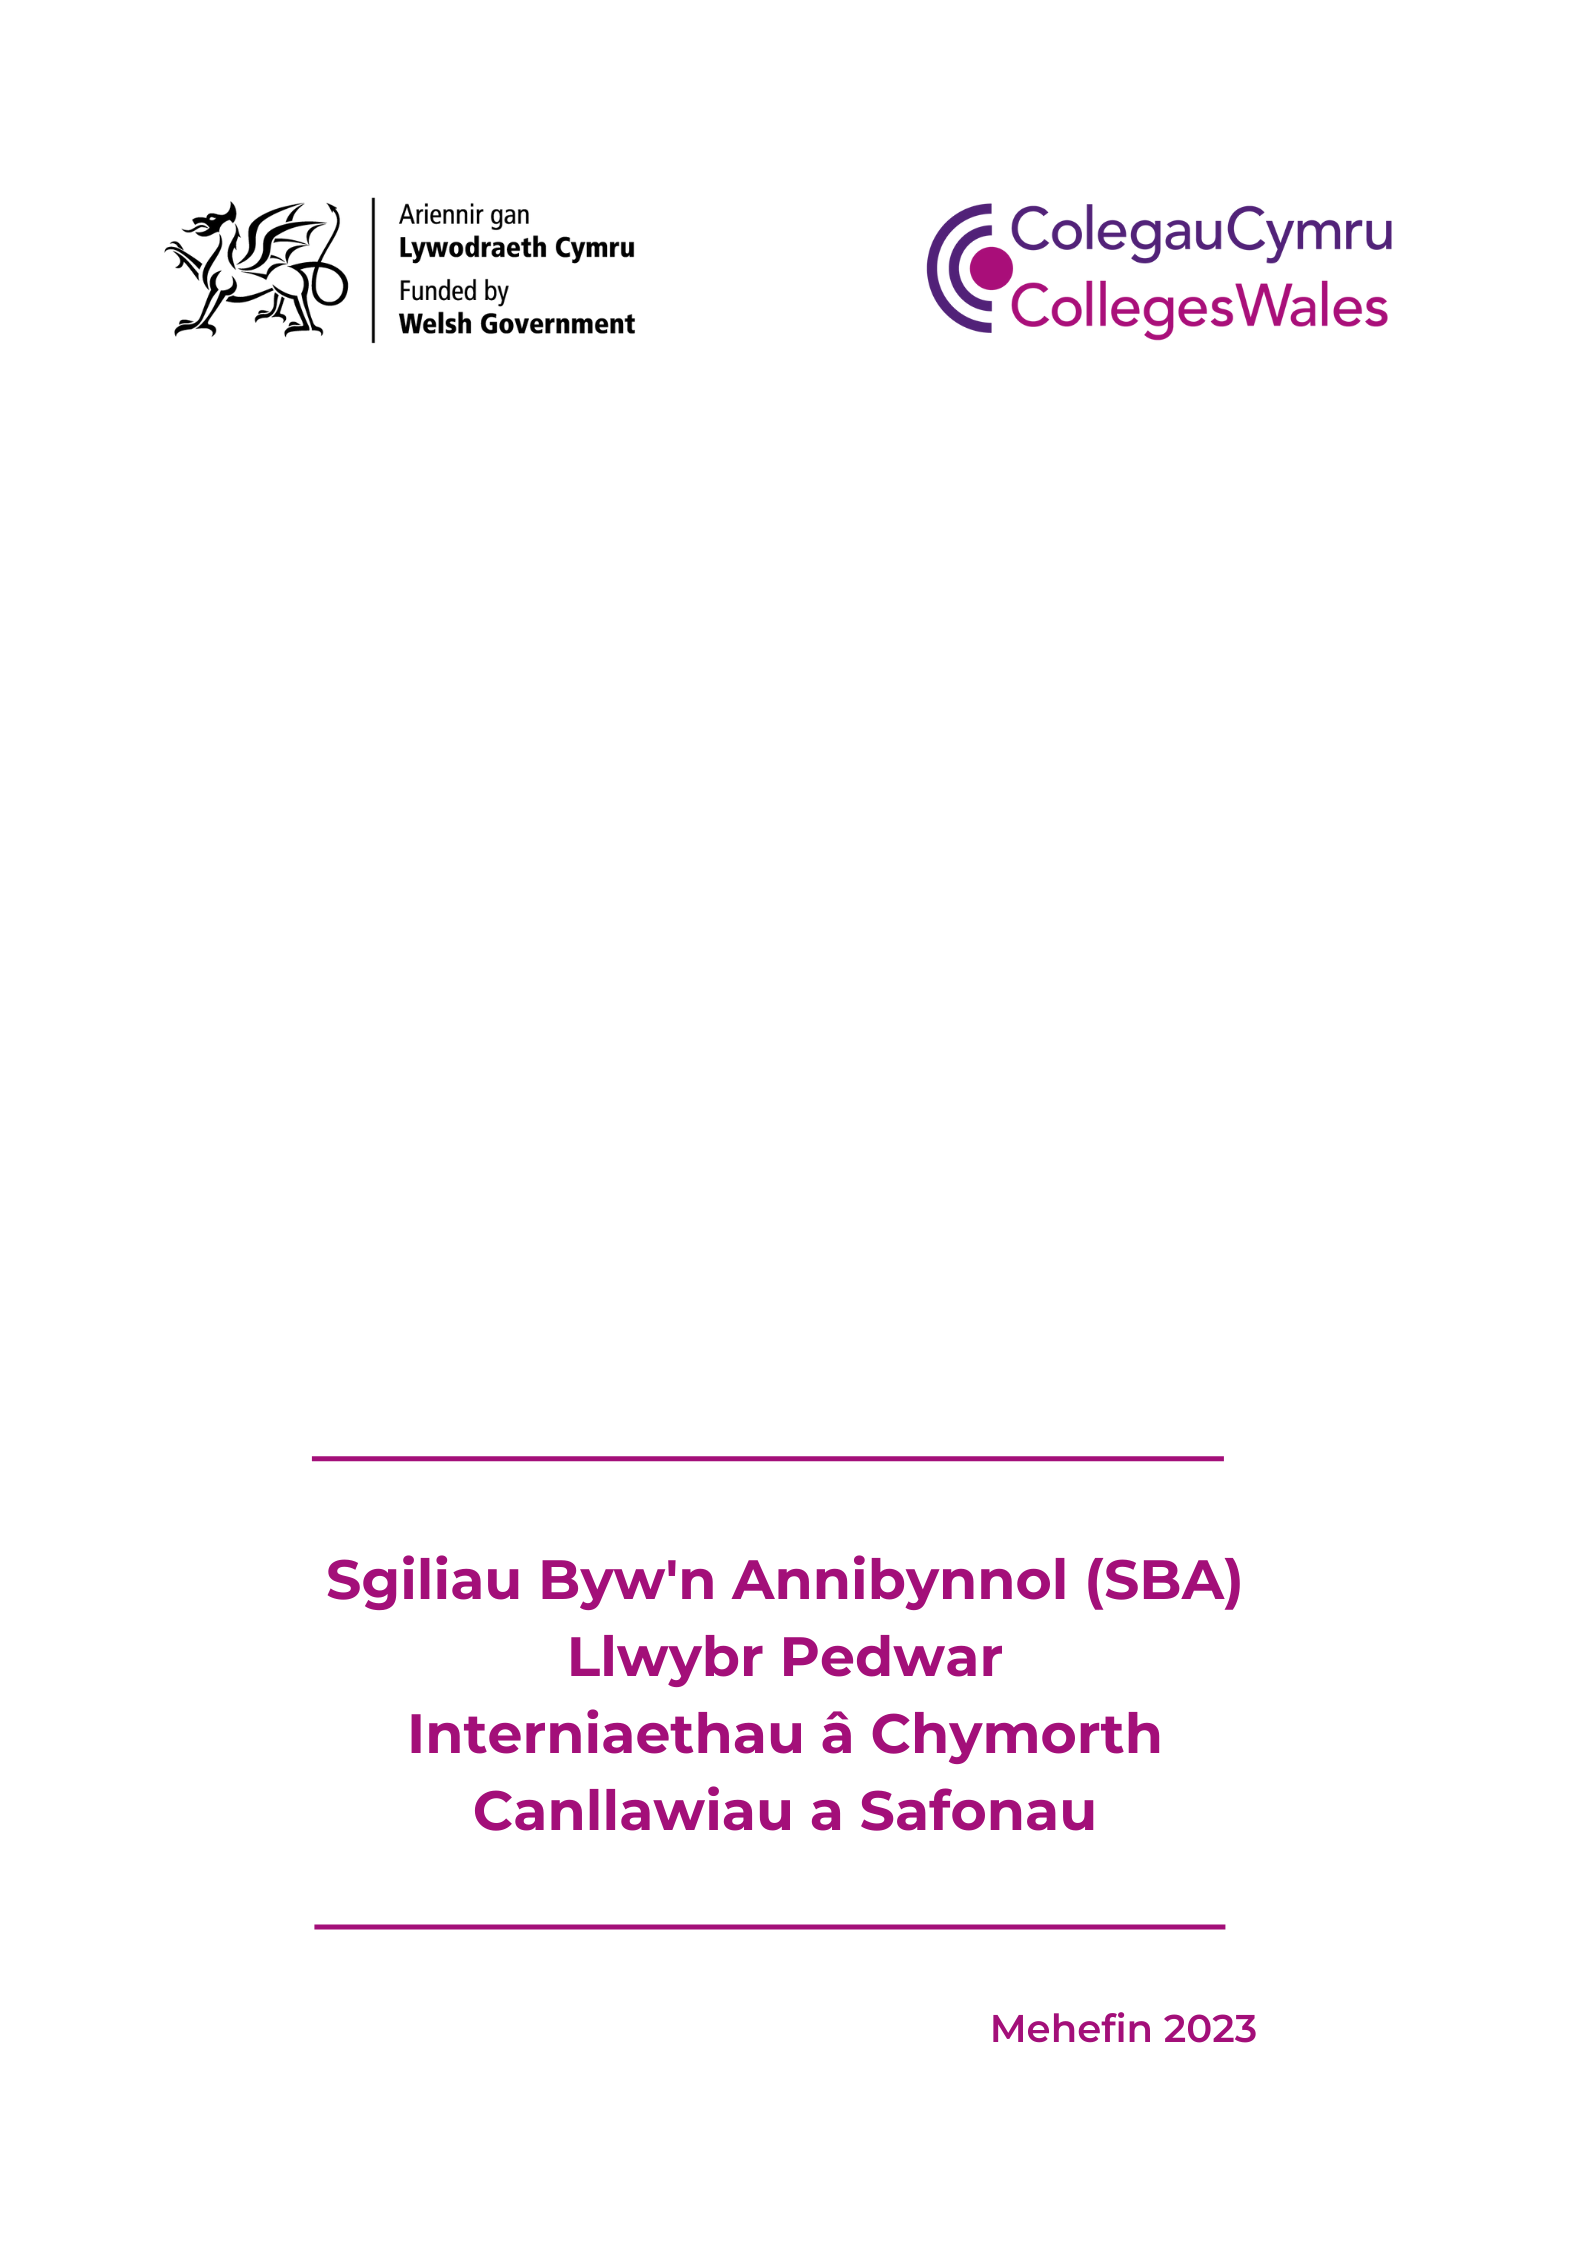 Ariennir gan
Lywodraeth Cymru
Funded by
Welsh Government
ColegauCymru
CollegesWales
Sgiliau Byw'n Annibynnol (SBA)
Llwybr Pedwar
Interniaethau â Chymorth
Canllawiau a Safonau
Mehefin 2023